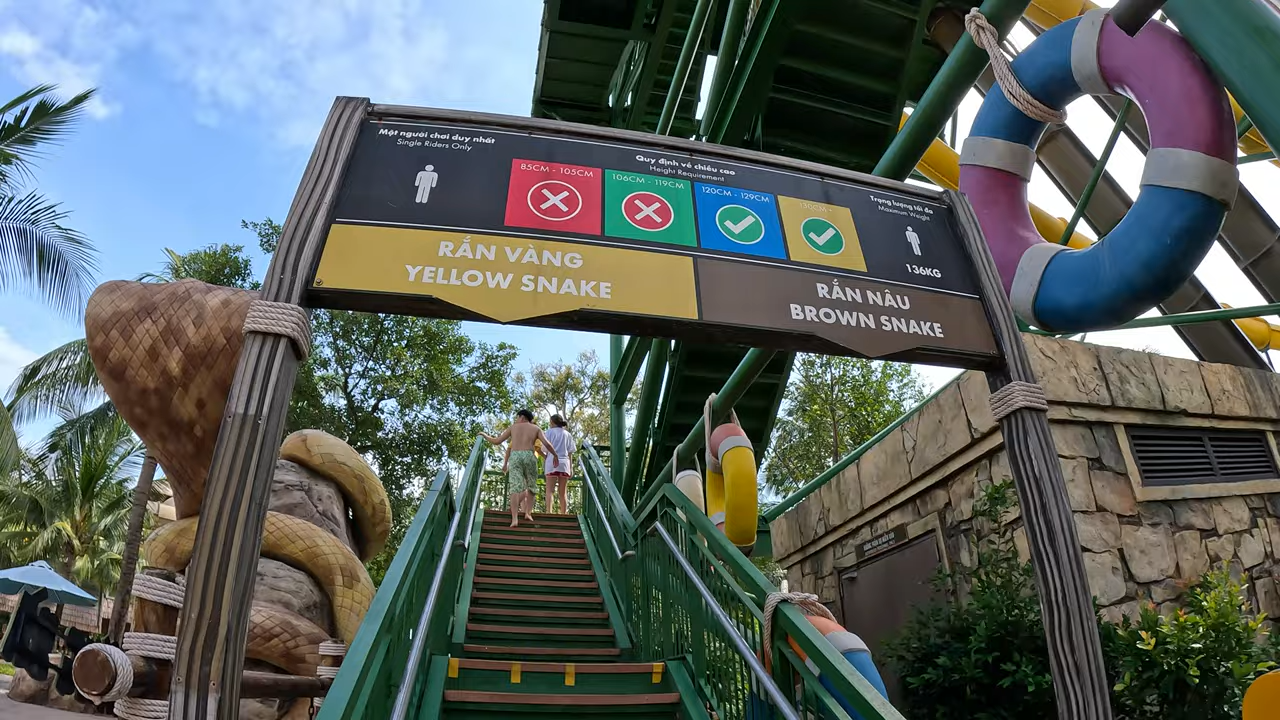 Một người chơi duy nhất
Single Riders Only
Quy định về chiều cao
Height Requirement
85CM - 105CM
106CM - 119CM
120CM - 129CM
130CM+
Trọng lượng tối đa
Maximum Weight
136KG
RẮN VÀNG
YELLOW SNAKE
RẮN NÂU
BROWN SNAKE